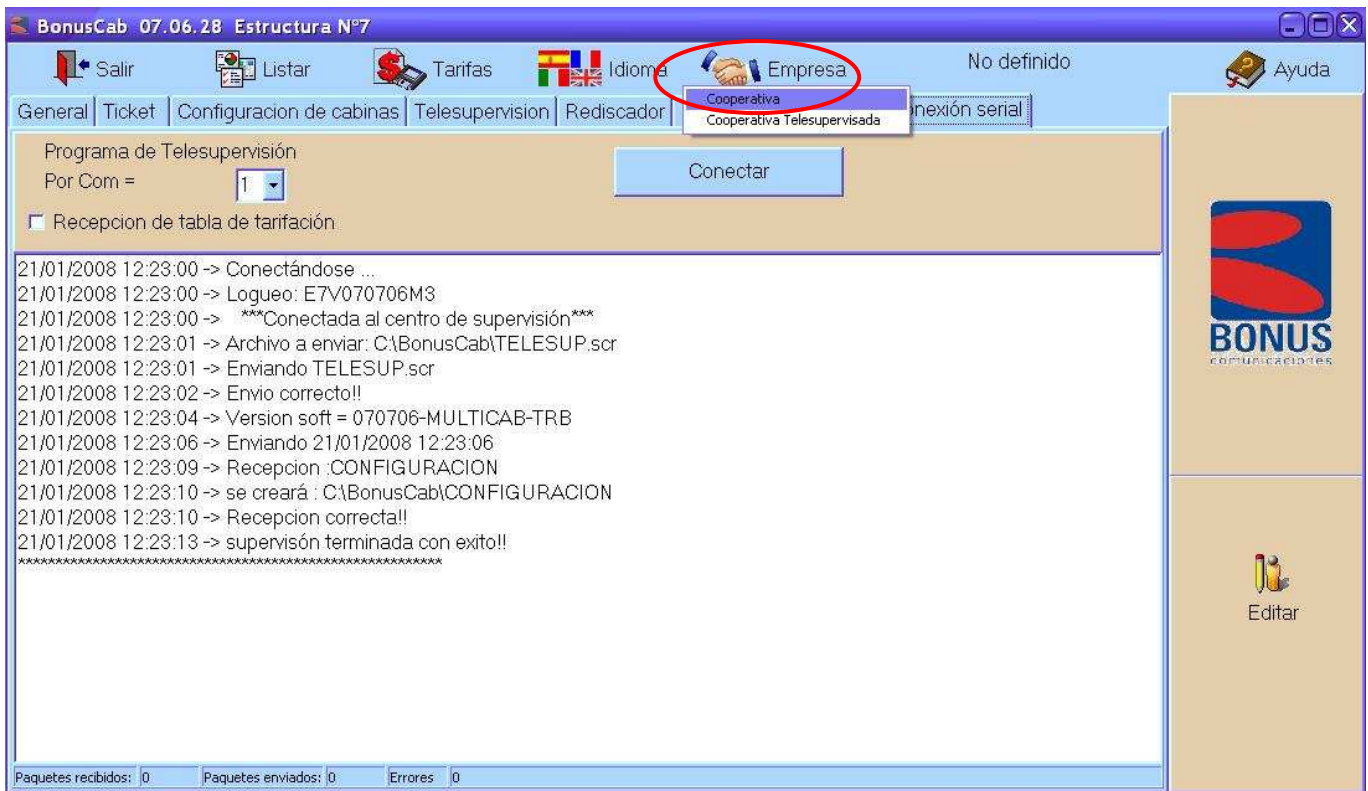 BonusCab 07.06.28 Estructura Nº7
Salir Listar Tarifas Idioma Empresa No definido Ayuda
General Ticket Configuracion de cabinas Telesupervision Rediscador nexión serial
Cooperativa
Cooperativa Telesupervisada
Programa de Telesupervisión
Por Com = 1
Conectar
Recepcion de tabla de tarifación
21/01/2008 12:23:00 -> Conectándose ...
21/01/2008 12:23:00 -> Logueo: E7V070706M3
21/01/2008 12:23:00 -> ***Conectada al centro de supervisión***
21/01/2008 12:23:01 -> Archivo a enviar: C:\BonusCab\TELESUP.scr
21/01/2008 12:23:01 -> Enviando TELESUP.scr
21/01/2008 12:23:02 -> Envio correcto!!
21/01/2008 12:23:04 -> Version soft = 070706-MULTICAB-TRB
21/01/2008 12:23:06 -> Enviando 21/01/2008 12:23:06
21/01/2008 12:23:09 -> Recepcion :CONFIGURACION
21/01/2008 12:23:10 -> se creará : C:\BonusCab\CONFIGURACION
21/01/2008 12:23:10 -> Recepcion correcta!!
21/01/2008 12:23:13 -> supervisón terminada con exito!!
*********************************************************
BONUS
comunicaciones
Editar
Paquetes recibidos: 0 Paquetes enviados: 0 Errores 0